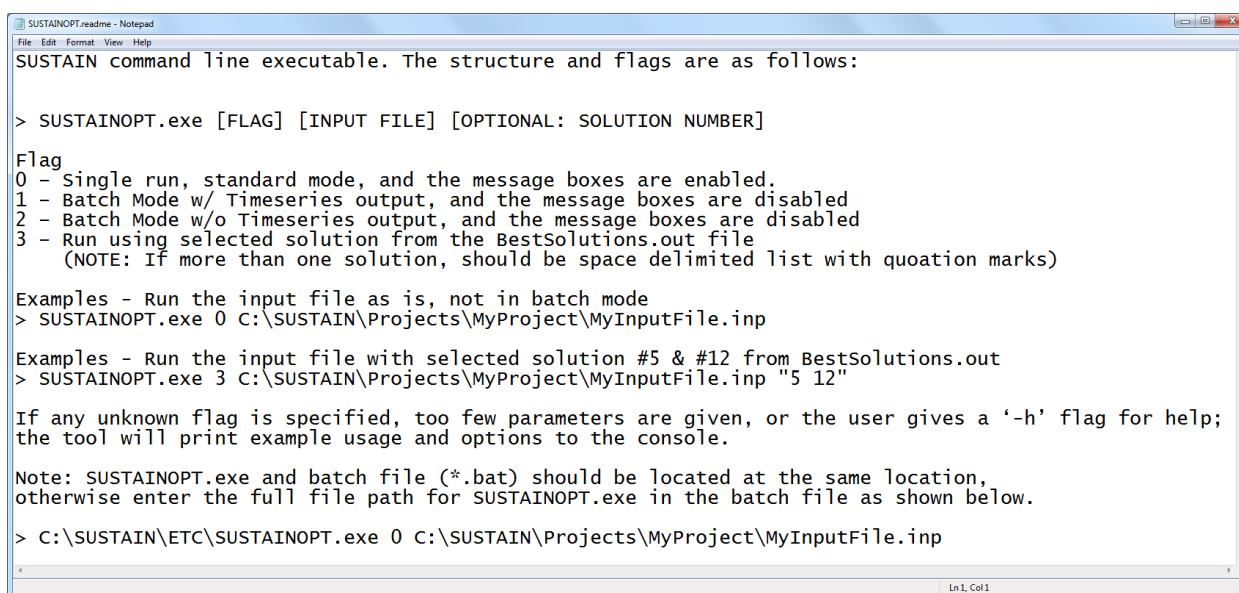 SUSTAINOPT.readme - Notepad
File Edit Format View Help
SUSTAIN command line executable. The structure and flags are as follows:
> SUSTAINOPT.exe [FLAG] [INPUT FILE] [OPTIONAL: SOLUTION NUMBER]
Flag
0 – Single run, standard mode, and the message boxes are enabled.
1 – Batch Mode w/ Timeseries output, and the message boxes are disabled
2 – Batch Mode w/o Timeseries output, and the message boxes are disabled
3 – Run using selected solution from the BestSolutions.out file
(NOTE: If more than one solution, should be space delimited list with quoation marks)
Examples – Run the input file as is, not in batch mode
> SUSTAINOPT.exe 0 C:\SUSTAIN\Projects\MyProject\MyInputFile.inp
Examples – Run the input file with selected solution #5 & #12 from BestSolutions.out
> SUSTAINOPT.exe 3 C:\SUSTAIN\Projects\MyProject\MyInputFile.inp "5 12"
If any unknown flag is specified, too few parameters are given, or the user gives a ‘-h’ flag for help;
the tool will print example usage and options to the console.
Note: SUSTAINOPT.exe and batch file (*.bat) should be located at the same location,
otherwise enter the full file path for SUSTAINOPT.exe in the batch file as shown below.
> C:\SUSTAIN\ETC\SUSTAINOPT.exe 0 C:\SUSTAIN\Projects\MyProject\MyInputFile.inp
Ln 1, Col 1